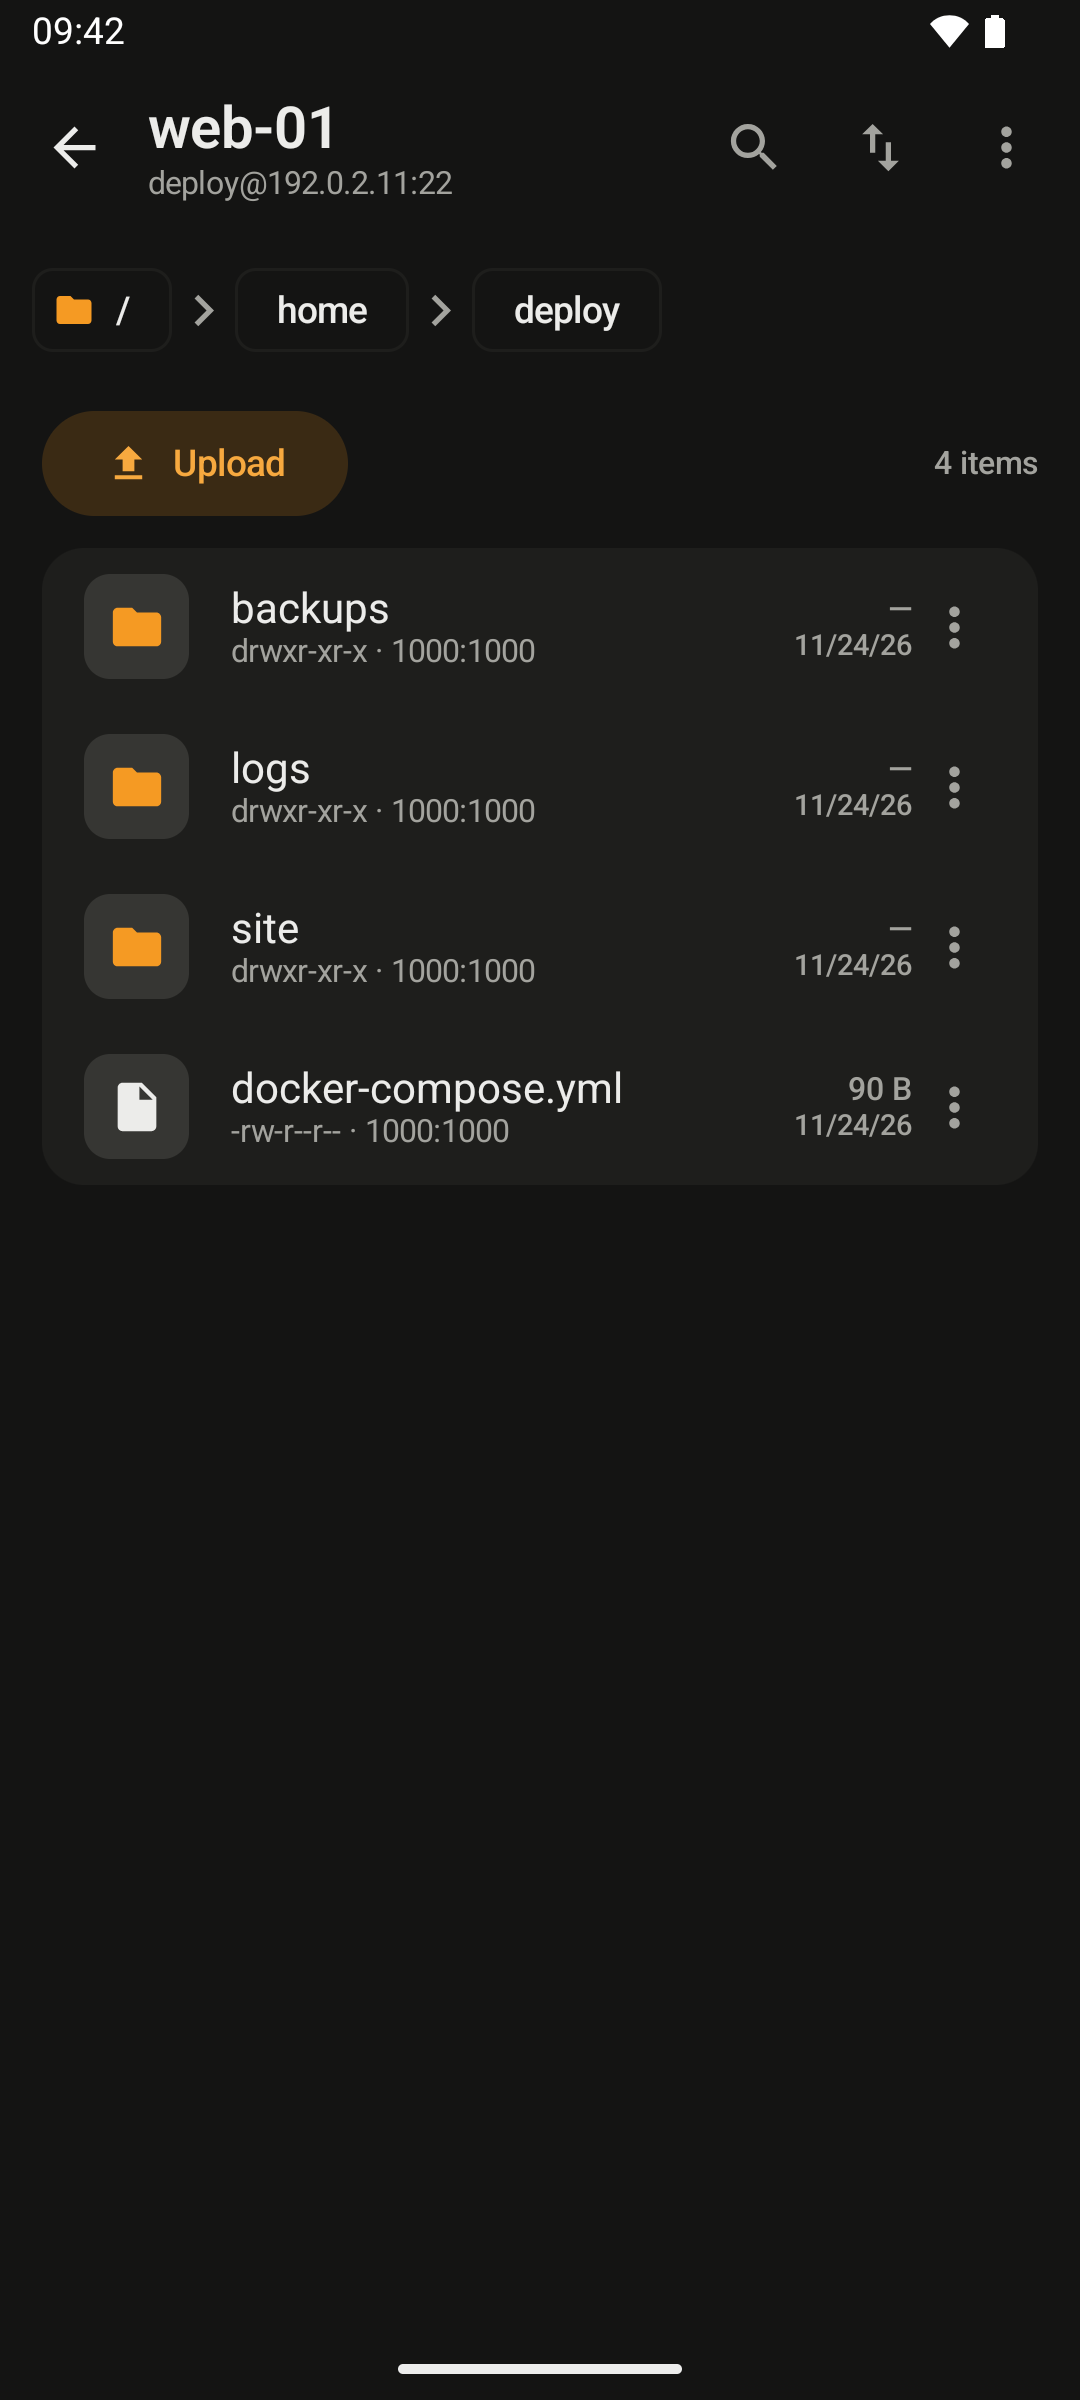 09:42
web-01
deploy@192.0.2.11:22
/
home
deploy
Upload
4 items
backups
drwxr-xr-x · 1000:1000
–
11/24/26
logs
drwxr-xr-x · 1000:1000
–
11/24/26
site
drwxr-xr-x · 1000:1000
–
11/24/26
docker-compose.yml
-rw-r--r-- · 1000:1000
90 B
11/24/26